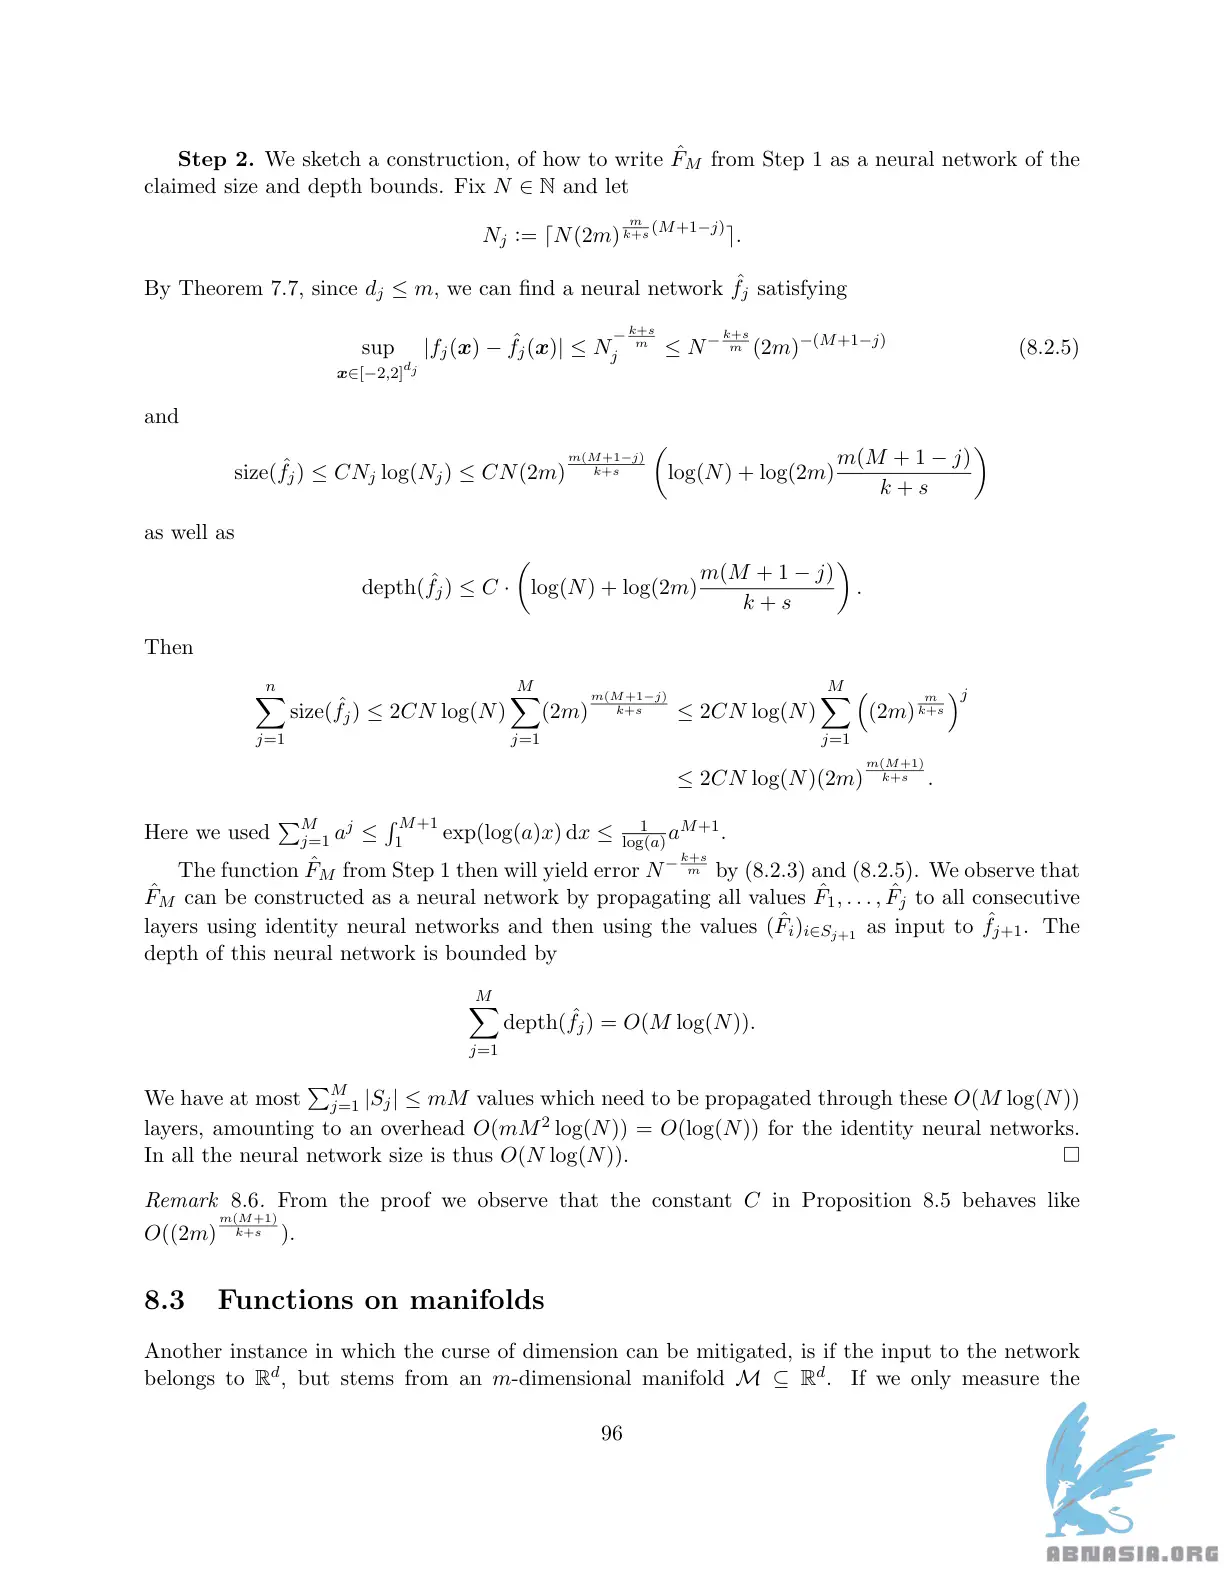 Step 2. We sketch a construction, of how to write $\hat{F}_M$ from Step 1 as a neural network of the
claimed size and depth bounds. Fix $N \in \mathbb{N}$ and let
$N_j := \lceil N(2m)^{\frac{m}{k+s}(M+1-j)} \rceil.$
By Theorem 7.7, since $d_j \leq m$, we can find a neural network $\hat{f}_j$ satisfying
$\sup_{\boldsymbol{x} \in [-2,2]^{d_j}} |f_j(\boldsymbol{x}) - \hat{f}_j(\boldsymbol{x})| \leq N_j^{-\frac{k+s}{m}} \leq N^{-\frac{k+s}{m}} (2m)^{-(M+1-j)}$ (8.2.5)
and
$\text{size}(\hat{f}_j) \leq CN_j \log(N_j) \leq CN(2m)^{\frac{m(M+1-j)}{k+s}} \left( \log(N) + \log(2m) \frac{m(M+1-j)}{k+s} \right)$
as well as
$\text{depth}(\hat{f}_j) \leq C \cdot \left( \log(N) + \log(2m) \frac{m(M+1-j)}{k+s} \right).$
Then
$\sum_{j=1}^{n} \text{size}(\hat{f}_j) \leq 2CN \log(N) \sum_{j=1}^{M} (2m)^{\frac{m(M+1-j)}{k+s}} \leq 2CN \log(N) \sum_{j=1}^{M} \left( (2m)^{\frac{m}{k+s}} \right)^j$
$\leq 2CN \log(N) (2m)^{\frac{m(M+1)}{k+s}}.$
Here we used $\sum_{j=1}^{M} a^j \leq \int_1^{M+1} \exp(\log(a)x) \, \mathrm{d}x \leq \frac{1}{\log(a)} a^{M+1}.$
The function $\hat{F}_M$ from Step 1 then will yield error $N^{-\frac{k+s}{m}}$ by (8.2.3) and (8.2.5). We observe that
$\hat{F}_M$ can be constructed as a neural network by propagating all values $\hat{F}_1, \ldots, \hat{F}_j$ to all consecutive
layers using identity neural networks and then using the values $(\hat{F}_i)_{i \in S_{j+1}}$ as input to $\hat{f}_{j+1}$. The
depth of this neural network is bounded by
$\sum_{j=1}^{M} \text{depth}(\hat{f}_j) = O(M \log(N)).$
We have at most $\sum_{j=1}^{M} |S_j| \leq mM$ values which need to be propagated through these $O(M \log(N))$
layers, amounting to an overhead $O(mM^2 \log(N)) = O(\log(N))$ for the identity neural networks.
In all the neural network size is thus $O(N \log(N))$. □
Remark 8.6. From the proof we observe that the constant $C$ in Proposition 8.5 behaves like
$O((2m)^{\frac{m(M+1)}{k+s}}).$
8.3 Functions on manifolds
Another instance in which the curse of dimension can be mitigated, is if the input to the network
belongs to $\mathbb{R}^d$, but stems from an $m$-dimensional manifold $\mathcal{M} \subseteq \mathbb{R}^d$. If we only measure the
96
ABNASIA.ORG